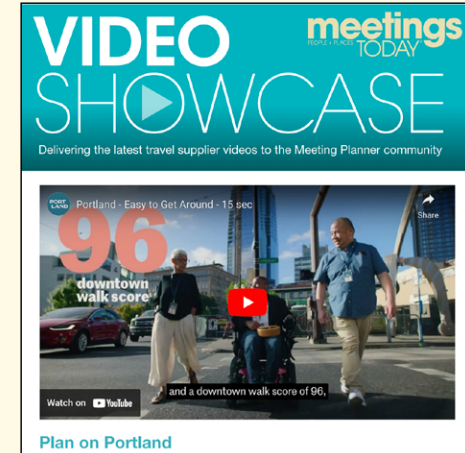 VIDEO
meetings
PEOPLE + PLACES TODAY
SHOWCASE
Delivering the latest travel supplier videos to the Meeting Planner community
PORT LAND
Portland - Easy to Get Around - 15 sec
Share
96
downtown
walk score
and a downtown walk score of 96,
Watch on YouTube
Plan on Portland